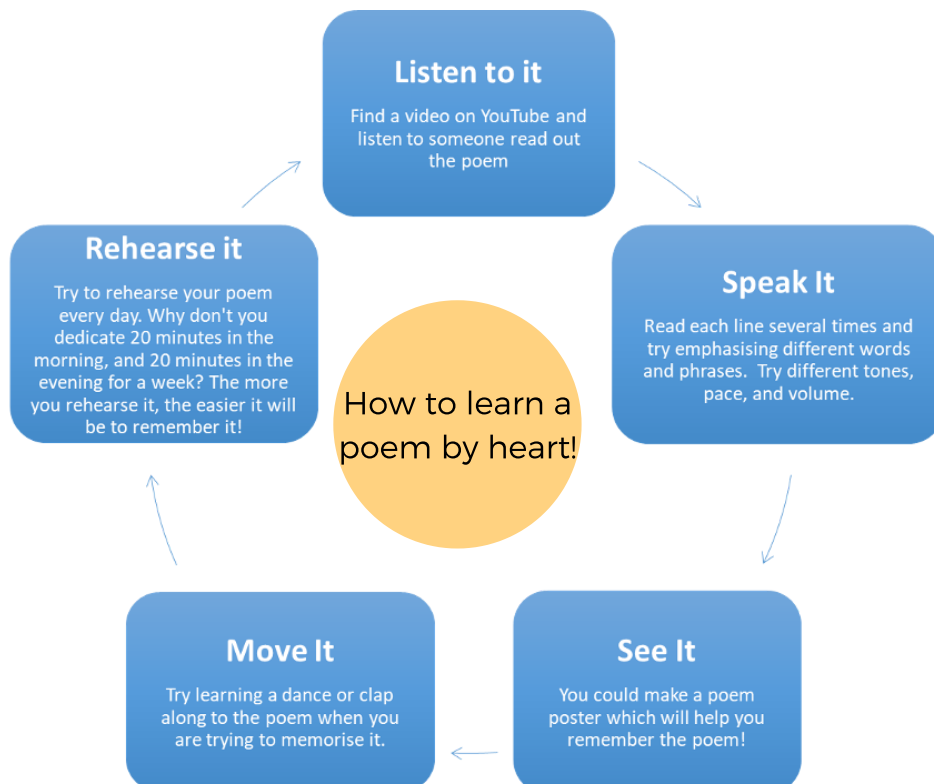 Listen to it
Find a video on YouTube and
listen to someone read out
the poem
Speak It
Read each line several times and
try emphasising different words
and phrases.  Try different tones,
pace, and volume.
See It
You could make a poem
poster which will help you
remember the poem!
Move It
Try learning a dance or clap
along to the poem when you
are trying to memorise it.
Rehearse it
Try to rehearse your poem
every day. Why don't you
dedicate 20 minutes in the
morning, and 20 minutes in the
evening for a week? The more
you rehearse it, the easier it will
be to remember it!
How to learn a
poem by heart!